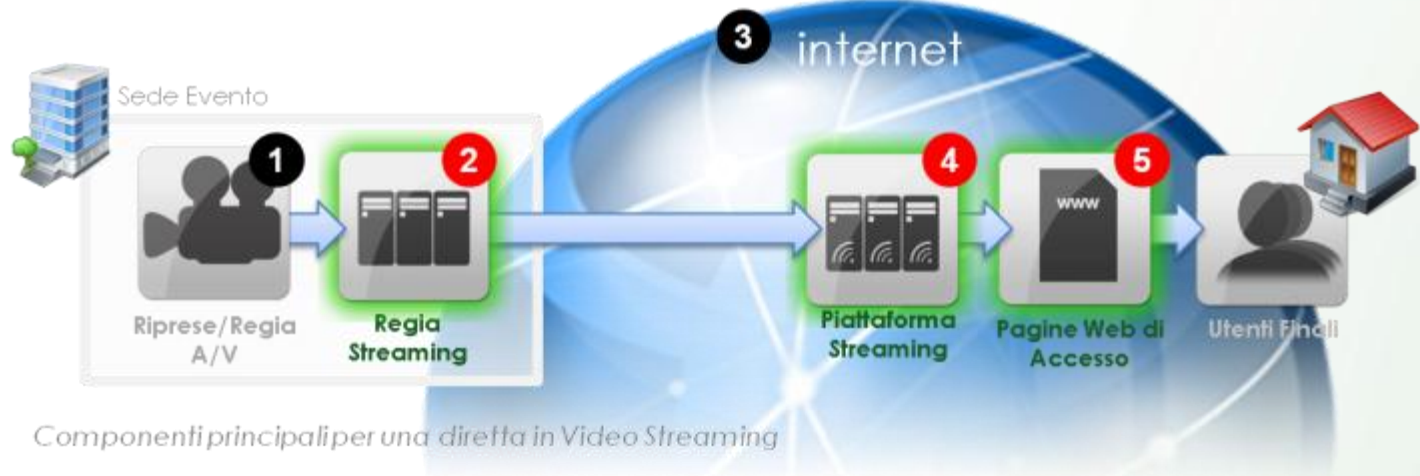 3
internet
Sede Evento
1
2
4
5
www
Riprese/Regia
A/V
Regia
Streaming
Piattaforma
Streaming
Pagine Web di
Accesso
Utenti Finali
Componenti principali per una diretta in Video Streaming